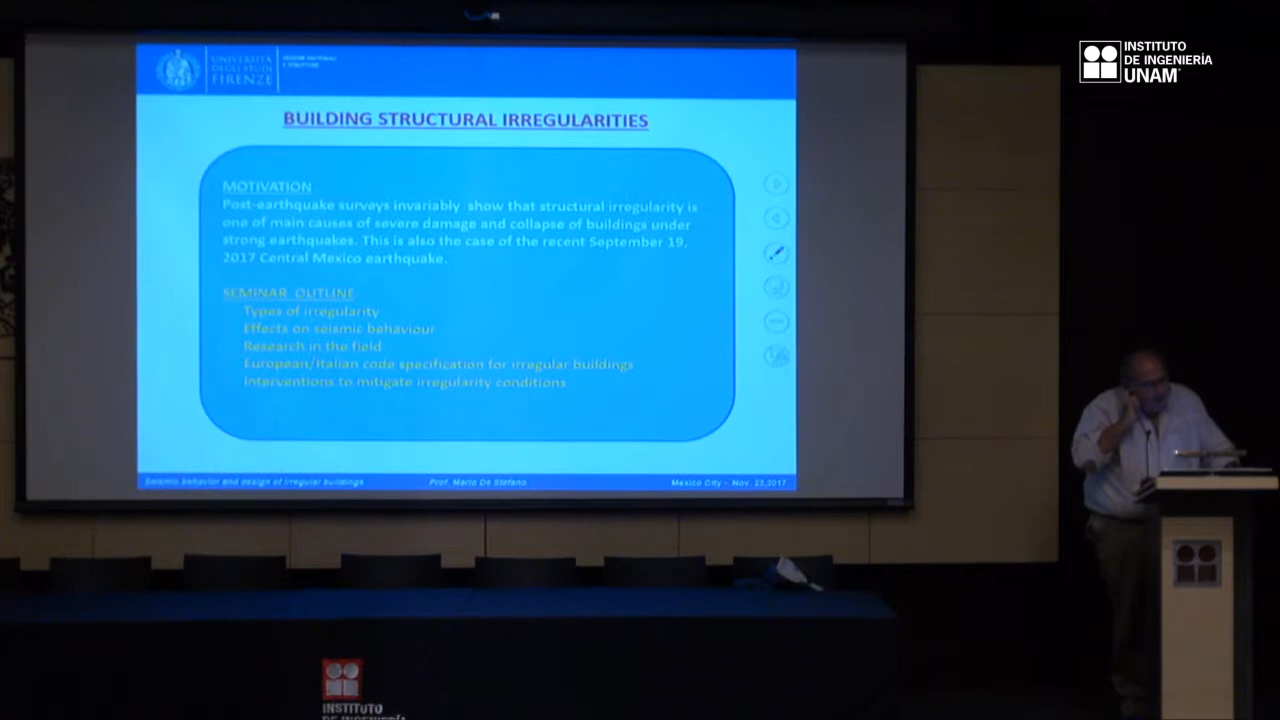 UNIVERSITÀ
DEGLI STUDI
FIRENZE
BUILDING STRUCTURAL IRREGULARITIES
MOTIVATION
Post-earthquake surveys invariably show that structural irregularity is
one of main causes of severe damage and collapse of buildings under
strong earthquakes. This is also the case of the recent September 19,
2017 Central Mexico earthquake.
SEMINAR OUTLINE
Types of irregularity
Effects on seismic behaviour
Research in the field
European/Italian code specification for irregular buildings
Interventions to mitigate irregularity conditions
Seismic behavior and design of irregular buildings
Prof. Mario De Stefano
Mexico City - Nov. 23,2017
INSTITUTO
DE INGENIERÍA
UNAM
INSTITUTO
DE INGENIERÍA